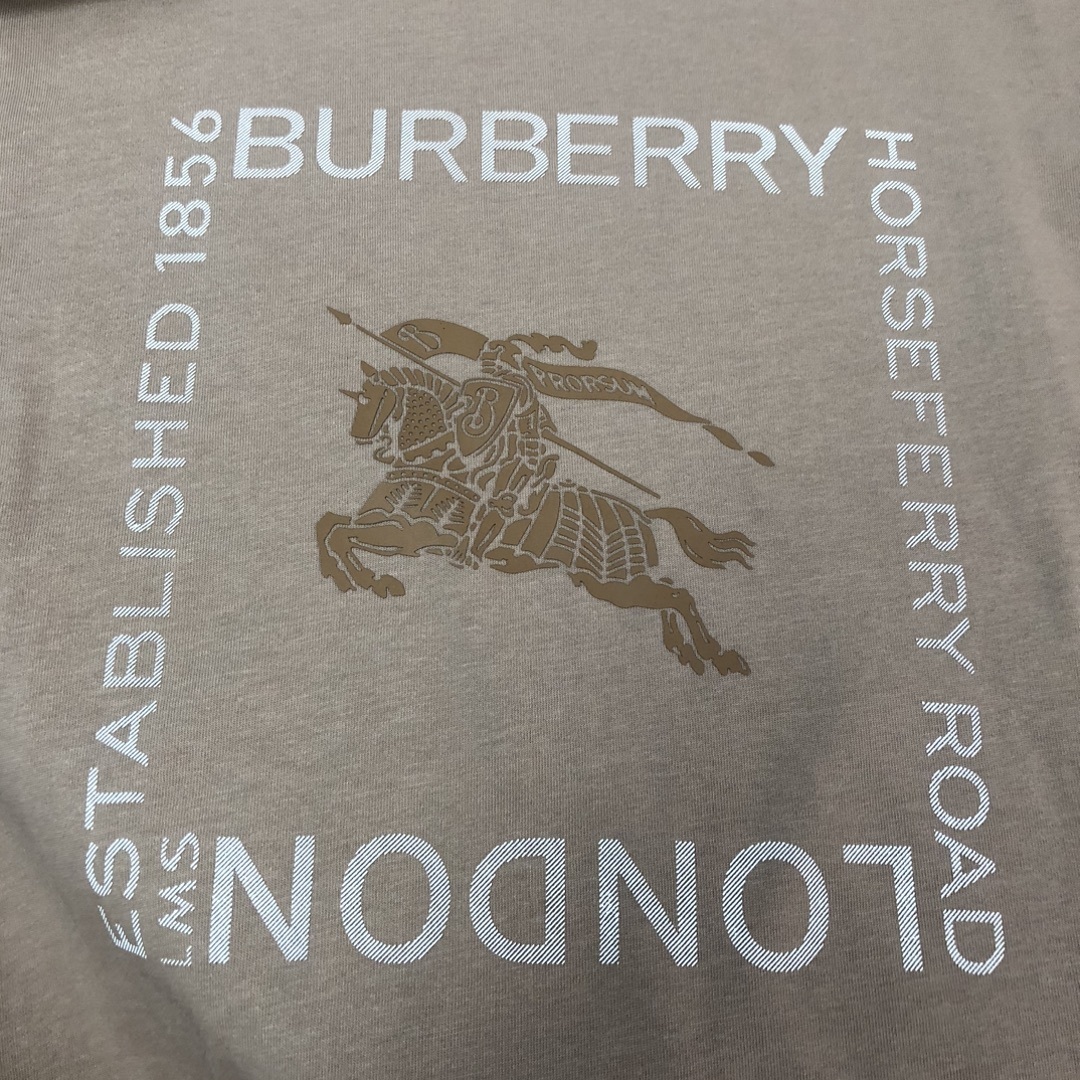 BURBERRY
HORSEFERRY ROAD
LONDON
LMS
ESTABLISHED 1856
B
PRORSUM
B